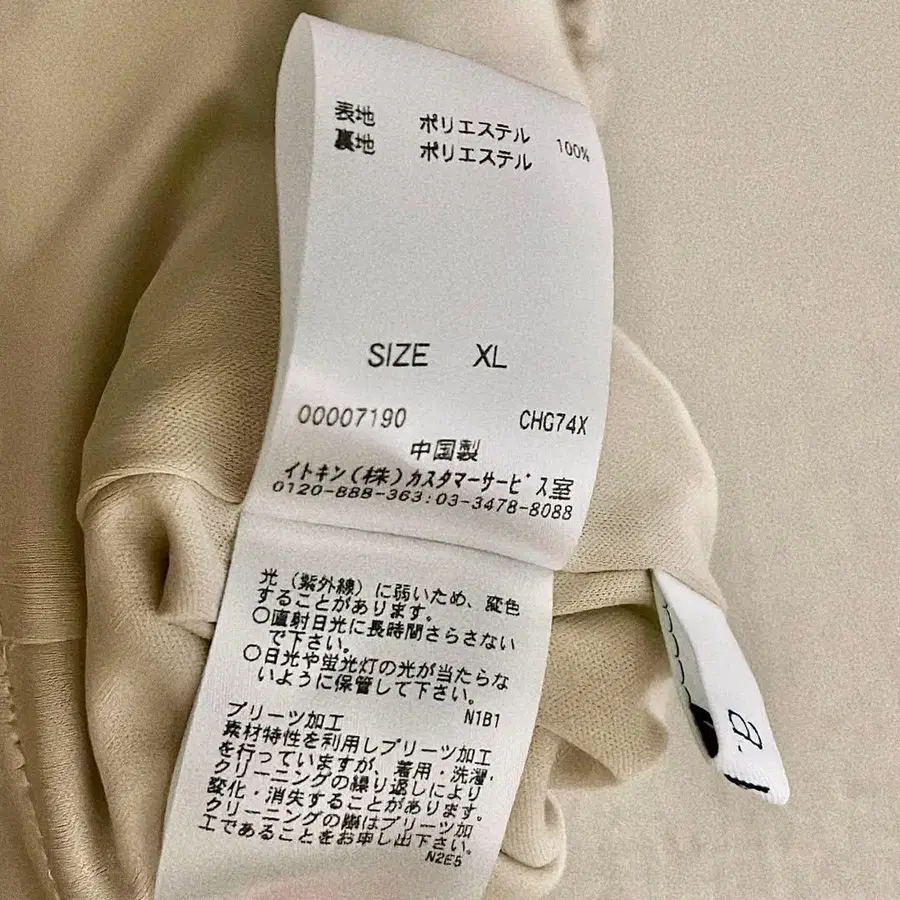 表地 ポリエステル 100%
裏地 ポリエステル
SIZE XL
00007190 CHG74X
中国製
イトキン(株)カスタマーサービス室
0120-888-363:03-3478-8088
光(紫外線)に弱いため、変色
することがあります。
○直射日光に長時間さらさない
で下さい。
○日光や蛍光灯の光が当たらな
いように保管して下さい。
N1B1
プリーツ加工
素材特性を利用しプリーツ加工
を行っていますが、着用・洗濯・
クリーニングの繰り返しにより
変化・消失することがあります。
クリーニングの際はプリーツ加
工であることをお申し出下さい。
N2E5
a.